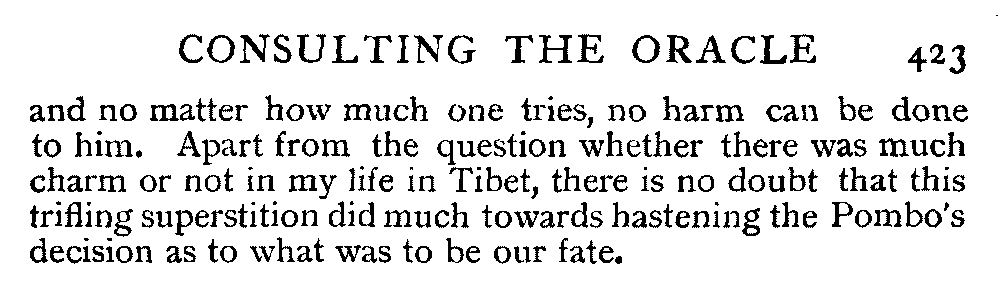 CONSULTING THE ORACLE 423
and no matter how much one tries, no harm can be done
to him. Apart from the question whether there was much
charm or not in my life in Tibet, there is no doubt that this
trifling superstition did much towards hastening the Pombo's
decision as to what was to be our fate.